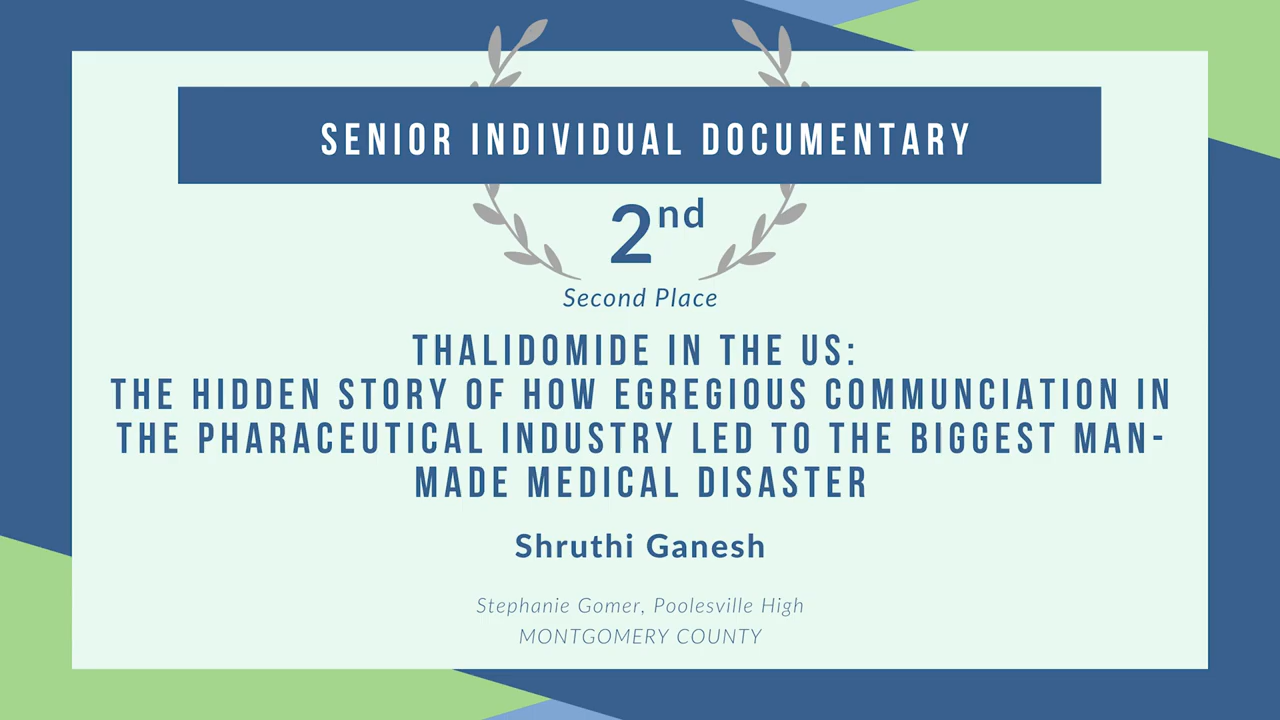 SENIOR INDIVIDUAL DOCUMENTARY
2nd
Second Place
THALIDOMIDE IN THE US:
THE HIDDEN STORY OF HOW EGREGIOUS COMMUNCIATION IN
THE PHARACEUTICAL INDUSTRY LED TO THE BIGGEST MAN-
MADE MEDICAL DISASTER
Shruthi Ganesh
Stephanie Gomer, Poolesville High
MONTGOMERY COUNTY